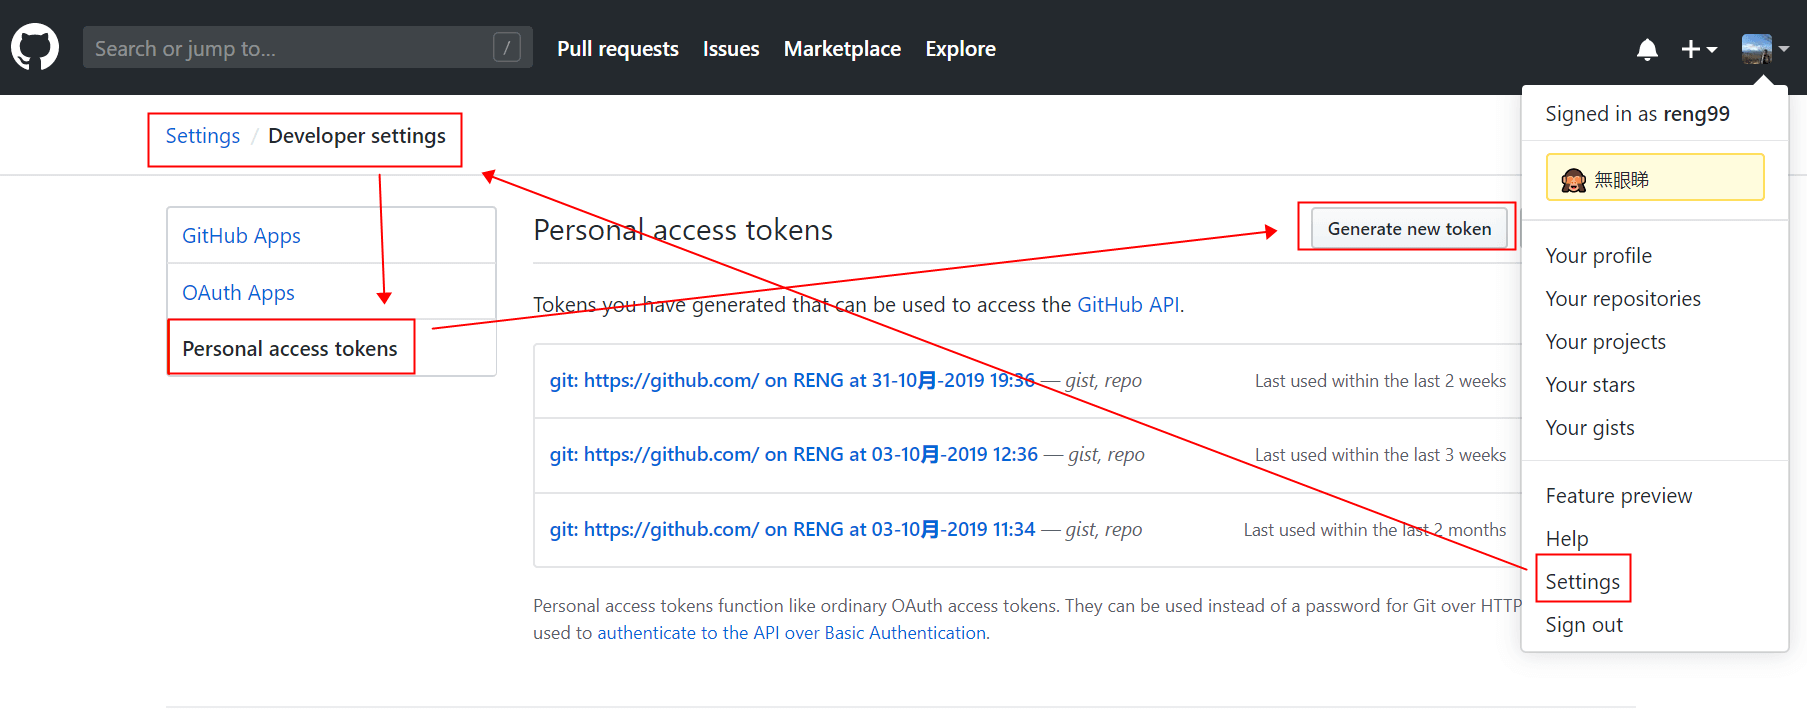 Search or jump to...
/
Pull requests
Issues
Marketplace
Explore
Signed in as reng99
無眼睇
Your profile
Your repositories
Your projects
Your stars
Your gists
Feature preview
Help
Settings
Sign out
Settings / Developer settings
GitHub Apps
OAuth Apps
Personal access tokens
Personal access tokens
Generate new token
Tokens you have generated that can be used to access the GitHub API.
git: https://github.com/ on RENG at 31-10月-2019 19:36 — gist, repo
Last used within the last 2 weeks
git: https://github.com/ on RENG at 03-10月-2019 12:36 — gist, repo
Last used within the last 3 weeks
git: https://github.com/ on RENG at 03-10月-2019 11:34 — gist, repo
Last used within the last 2 months
Personal access tokens function like ordinary OAuth access tokens. They can be used instead of a password for Git over HTTP
used to authenticate to the API over Basic Authentication.